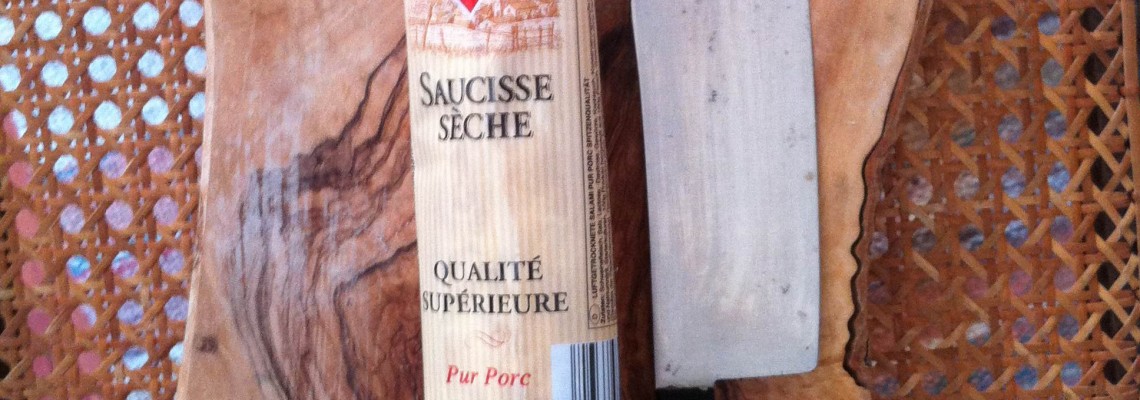 SAUCISSE
SÈCHE
QUALITÉ
SUPÉRIEURE
Pur Porc
LUFTGETROCKNETE SALAMI PUR PORC SPITZENQUALITÄT